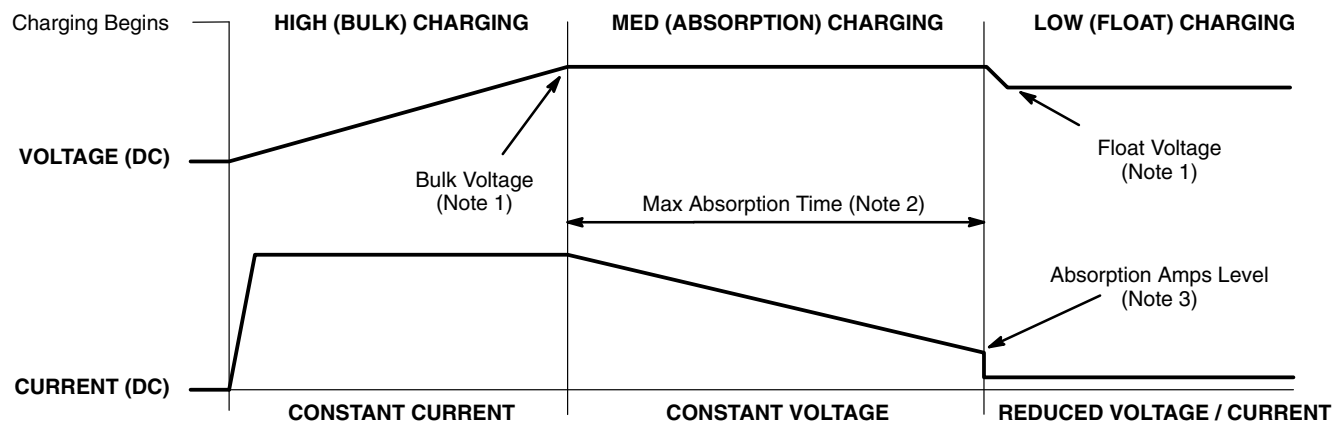 Charging Begins
HIGH (BULK) CHARGING
MED (ABSORPTION) CHARGING
LOW (FLOAT) CHARGING
VOLTAGE (DC)
Bulk Voltage
(Note 1)
Float Voltage
(Note 1)
Max Absorption Time (Note 2)
Absorption Amps Level
(Note 3)
CURRENT (DC)
CONSTANT CURRENT
CONSTANT VOLTAGE
REDUCED VOLTAGE / CURRENT